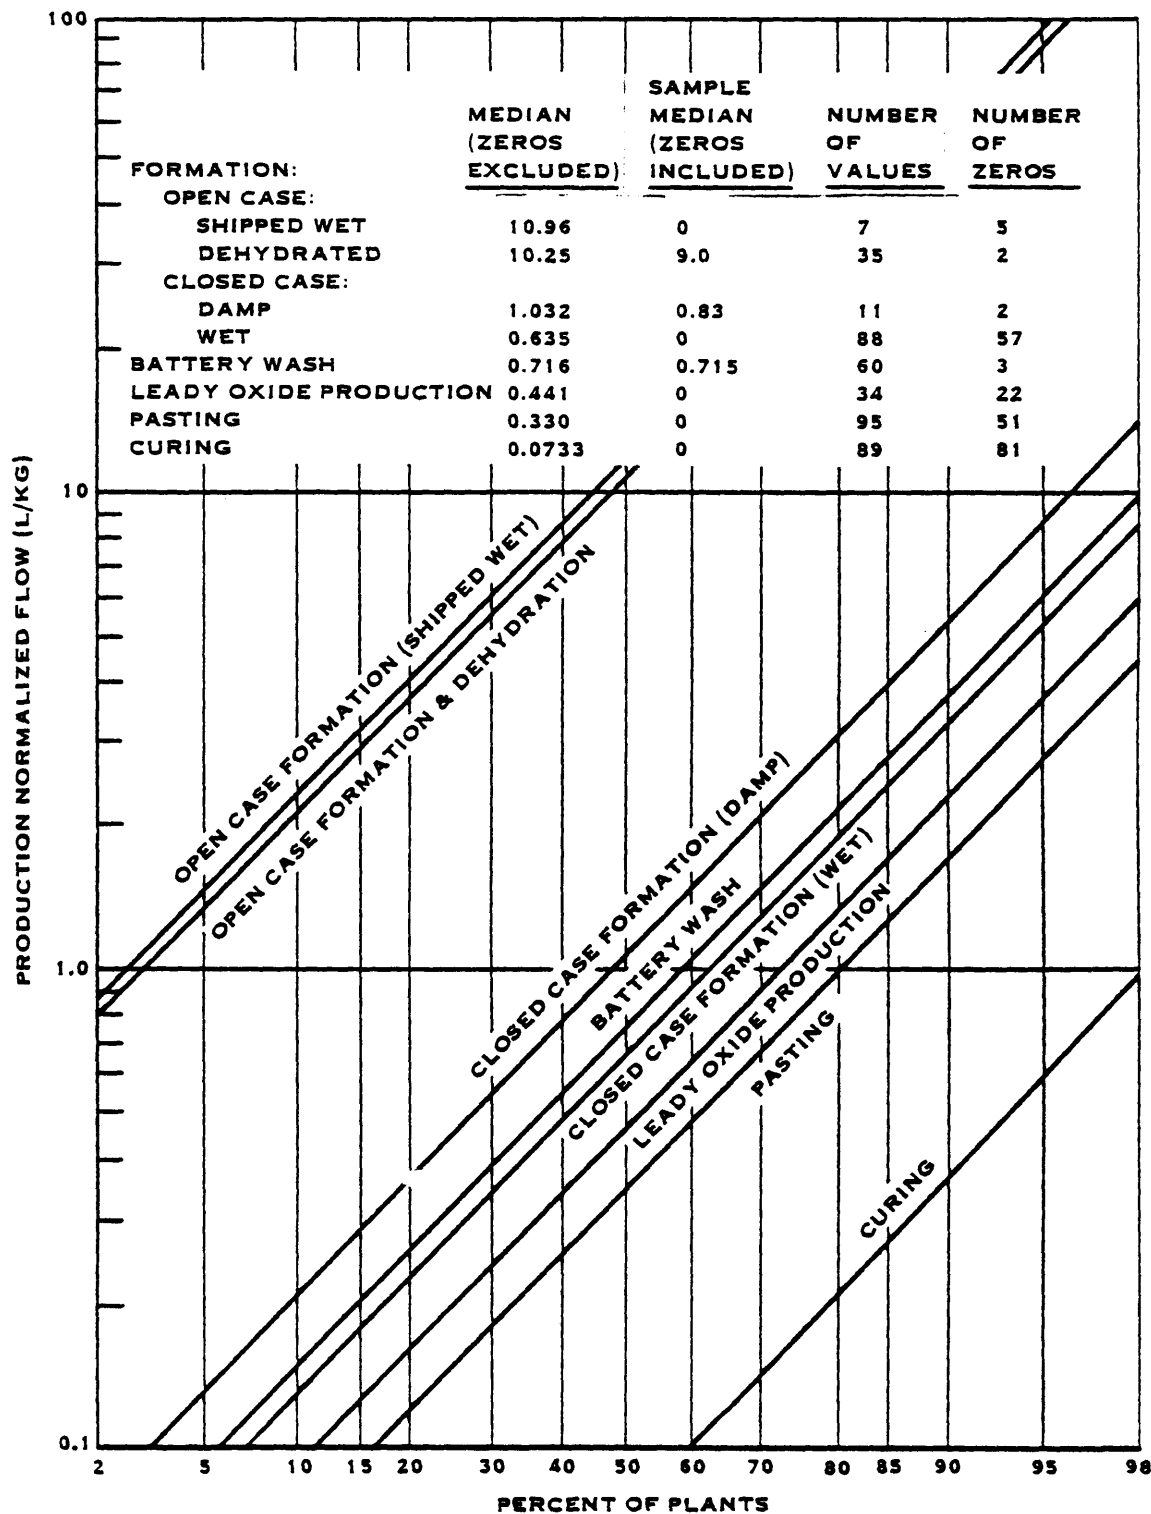 100
SAMPLE
MEDIAN MEDIAN NUMBER NUMBER
(ZEROS (ZEROS OF OF
FORMATION: EXCLUDED) INCLUDED) VALUES ZEROS
OPEN CASE:
SHIPPED WET 10.96 0 7 5
DEHYDRATED 10.25 9.0 35 2
CLOSED CASE:
DAMP 1.032 0.83 11 2
WET 0.635 0 88 57
BATTERY WASH 0.716 0.715 60 3
LEADY OXIDE PRODUCTION 0.441 0 34 22
PASTING 0.330 0 95 51
CURING 0.0733 0 89 81
PRODUCTION NORMALIZED FLOW (L/KG)
10
OPEN CASE FORMATION (SHIPPED WET)
OPEN CASE FORMATION & DEHYDRATION
CLOSED CASE FORMATION (DAMP)
BATTERY WASH
CLOSED CASE FORMATION (WET)
LEADY OXIDE PRODUCTION
PASTING
1.0
CURING
0.1
2 5 10 15 20 30 40 50 60 70 80 85 90 95 98
PERCENT OF PLANTS